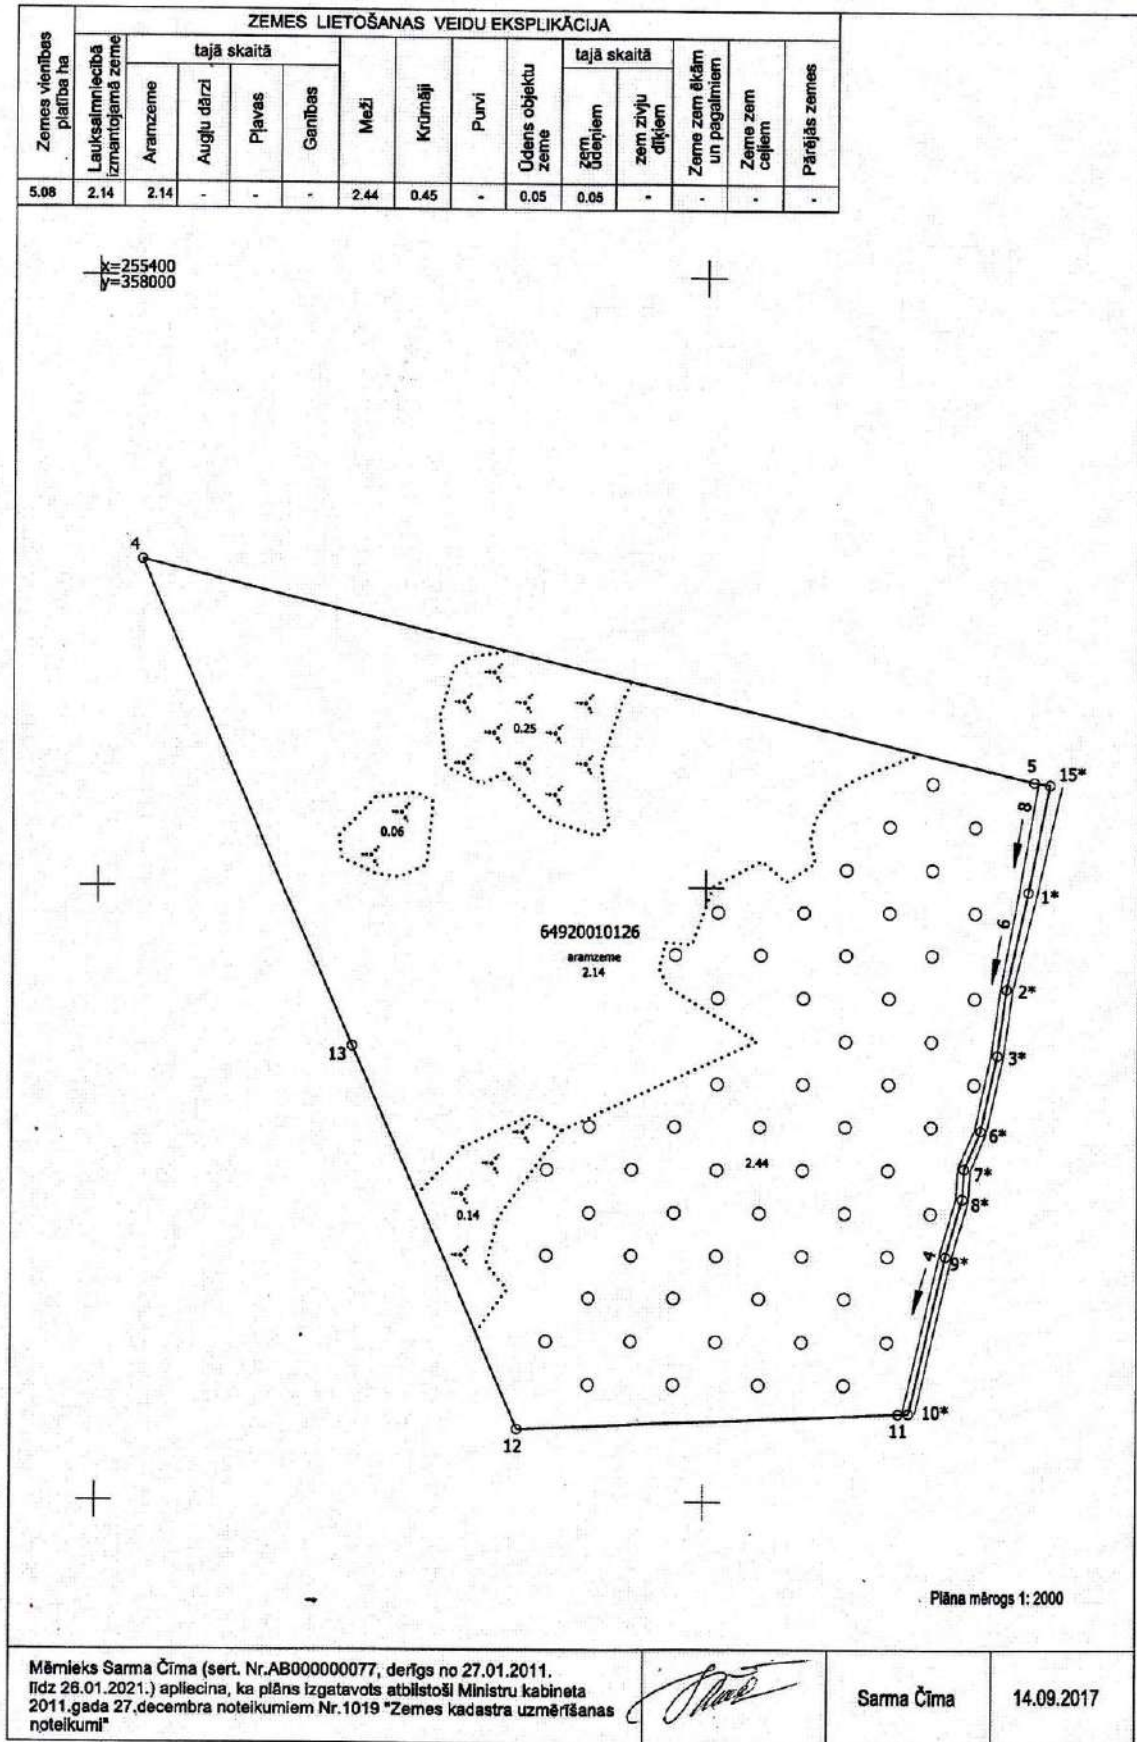 ZEMES LIETOŠANAS VEIDU EKSPLIKĀCIJA
Zemes vienības
platība ha
Lauksaimniecībā
izmantojamā zeme
tajā skaitā
Aramzeme
Augļu dārzi
Pļavas
Ganības
Meži
Krūmāji
Purvi
Ūdens objektu
zeme
tajā skaitā
zem
ūdeņiem
zem zivju
dīķiem
Zeme zem ēkām
un pagalmiem
Zeme zem
ceļiem
Pārējās zemes
5.08 2.14 2.14 - - - 2.44 0.45 - 0.05 0.05 - - - -
x=255400
y=358000
4
0.25
5
15*
8
0.06
1*
6
64920010126
aramzeme
2.14
2*
13
3*
6*
2.44
7*
8*
0.14
4
9*
10*
11
12
Plāna mērogs 1: 2000
Mērnieks Sarma Čīma (sert. Nr.AB000000077, derīgs no 27.01.2011.
līdz 26.01.2021.) apliecina, ka plāns izgatavots atbilstoši Ministru kabineta
2011.gada 27.decembra noteikumiem Nr.1019 "Zemes kadastra uzmērīšanas
noteikumi"
Sarma Čīma
14.09.2017